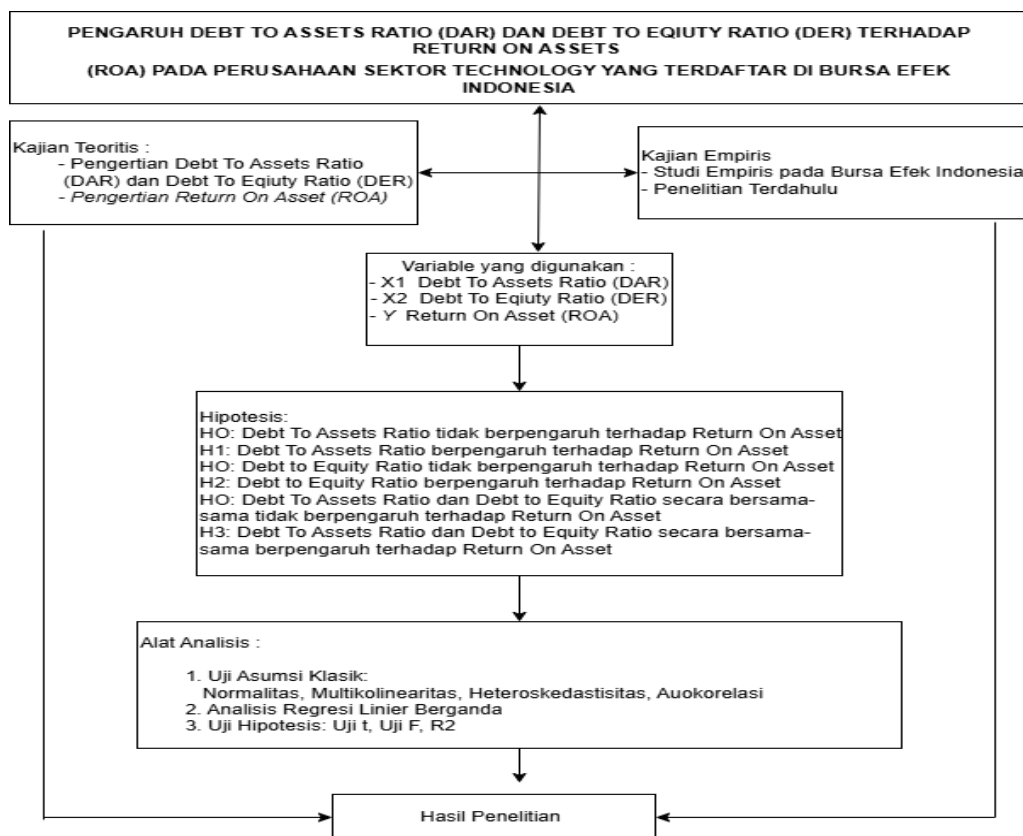 PENGARUH DEBT TO ASSETS RATIO (DAR) DAN DEBT TO EQIUTY RATIO (DER) TERHADAP
RETURN ON ASSETS
(ROA) PADA PERUSAHAAN SEKTOR TECHNOLOGY YANG TERDAFTAR DI BURSA EFEK
INDONESIA
Kajian Teoritis :
- Pengertian Debt To Assets Ratio
(DAR) dan Debt To Eqiuty Ratio (DER)
- Pengertian Return On Asset (ROA)
Kajian Empiris
- Studi Empiris pada Bursa Efek Indonesia
- Penelitian Terdahulu
Variable yang digunakan :
- X1 Debt To Assets Ratio (DAR)
- X2 Debt To Eqiuty Ratio (DER)
- Y Return On Asset (ROA)
Hipotesis:
HO: Debt To Assets Ratio tidak berpengaruh terhadap Return On Asset
H1: Debt To Assets Ratio berpengaruh terhadap Return On Asset
HO: Debt to Equity Ratio tidak berpengaruh terhadap Return On Asset
H2: Debt to Equity Ratio berpengaruh terhadap Return On Asset
HO: Debt To Assets Ratio dan Debt to Equity Ratio secara bersama-
sama tidak berpengaruh terhadap Return On Asset
H3: Debt To Assets Ratio dan Debt to Equity Ratio secara bersama-
sama berpengaruh terhadap Return On Asset
Alat Analisis :
1. Uji Asumsi Klasik:
Normalitas, Multikolinearitas, Heteroskedastisitas, Auokorelasi
2. Analisis Regresi Linier Berganda
3. Uji Hipotesis: Uji t, Uji F, R2
Hasil Penelitian